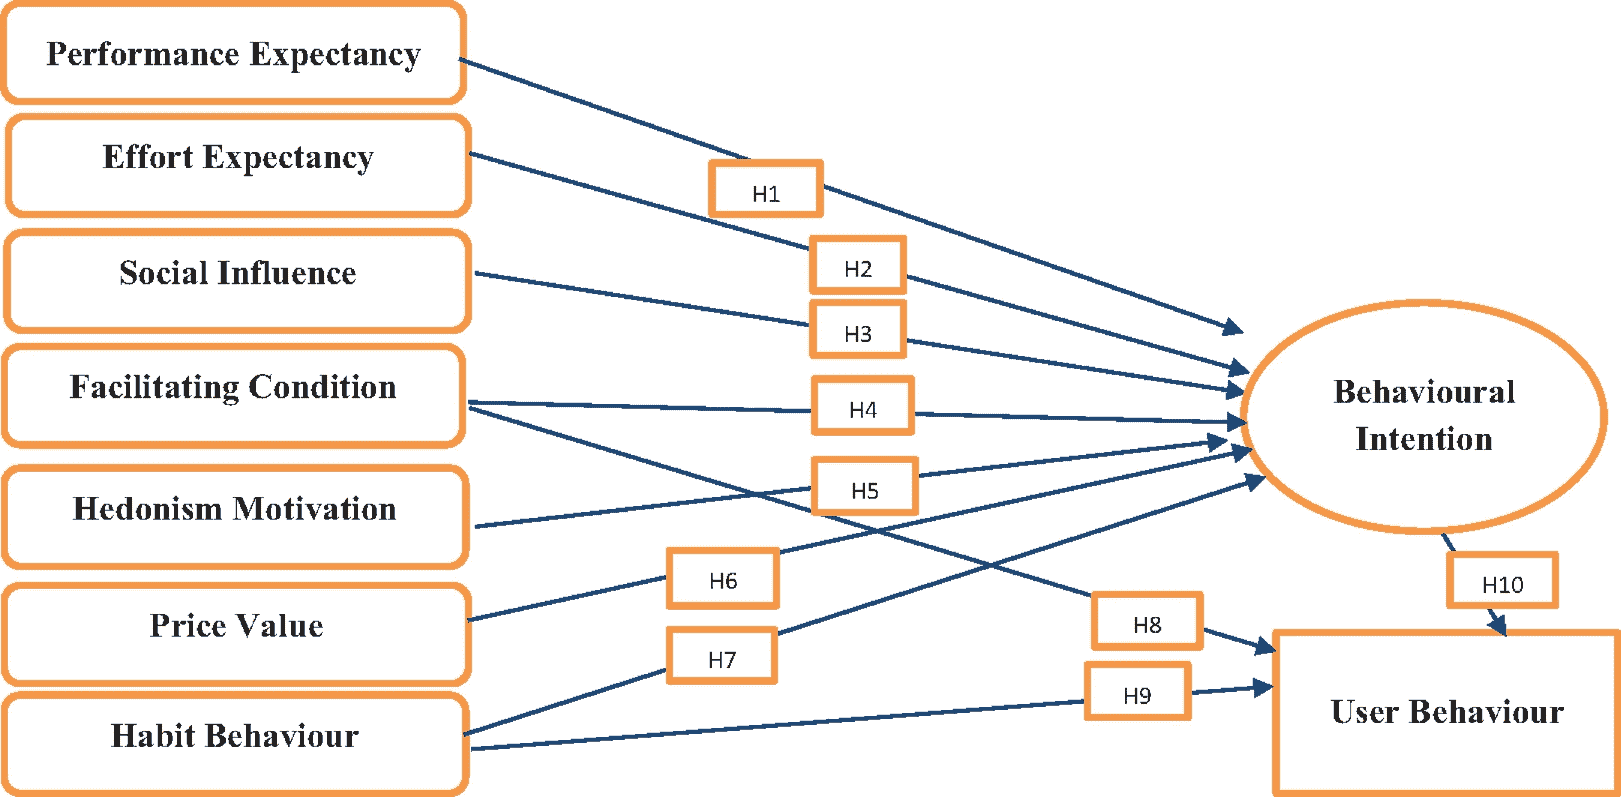 Performance Expectancy
Effort Expectancy
Social Influence
Facilitating Condition
Hedonism Motivation
Price Value
Habit Behaviour
H1
H2
H3
H4
H5
H6
H7
H8
H9
Behavioural
Intention
H10
User Behaviour